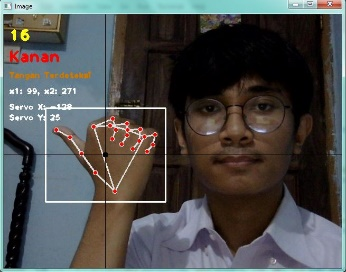 Image
16
Kanan
Tangan Terdeteksi
x1: 99, x2: 271
Servo X: -128
Servo Y: 25